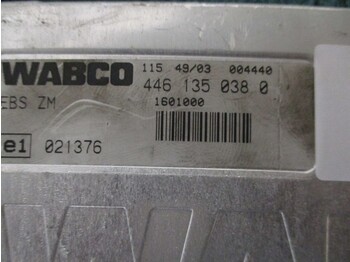 WABCO
115 49/03 004440
446 135 038 0
EBS ZM
1601000
e1 021376